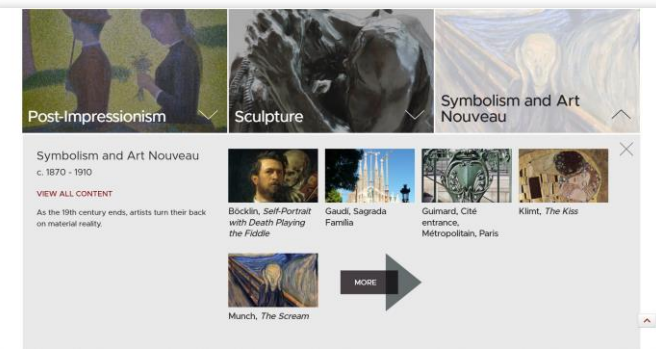 Post-Impressionism
Sculpture
Symbolism and Art
Nouveau
Symbolism and Art Nouveau
c. 1870 - 1910
VIEW ALL CONTENT
As the 19th century ends, artists turn their back
on material reality.
Böcklin, Self-Portrait
with Death Playing
the Fiddle
Gaudí, Sagrada
Família
Guimard, Cité
entrance,
Métropolitain, Paris
Klimt, The Kiss
Munch, The Scream
MORE